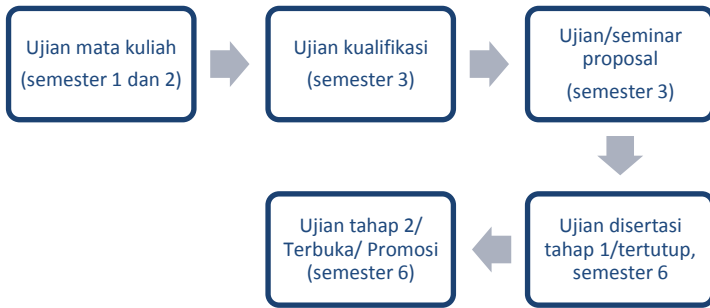 Ujian mata kuliah
(semester 1 dan 2)
Ujian kualifikasi
(semester 3)
Ujian/seminar
proposal
(semester 3)
Ujian disertasi
tahap 1/tertutup,
semester 6
Ujian tahap 2/
Terbuka/ Promosi
(semester 6)